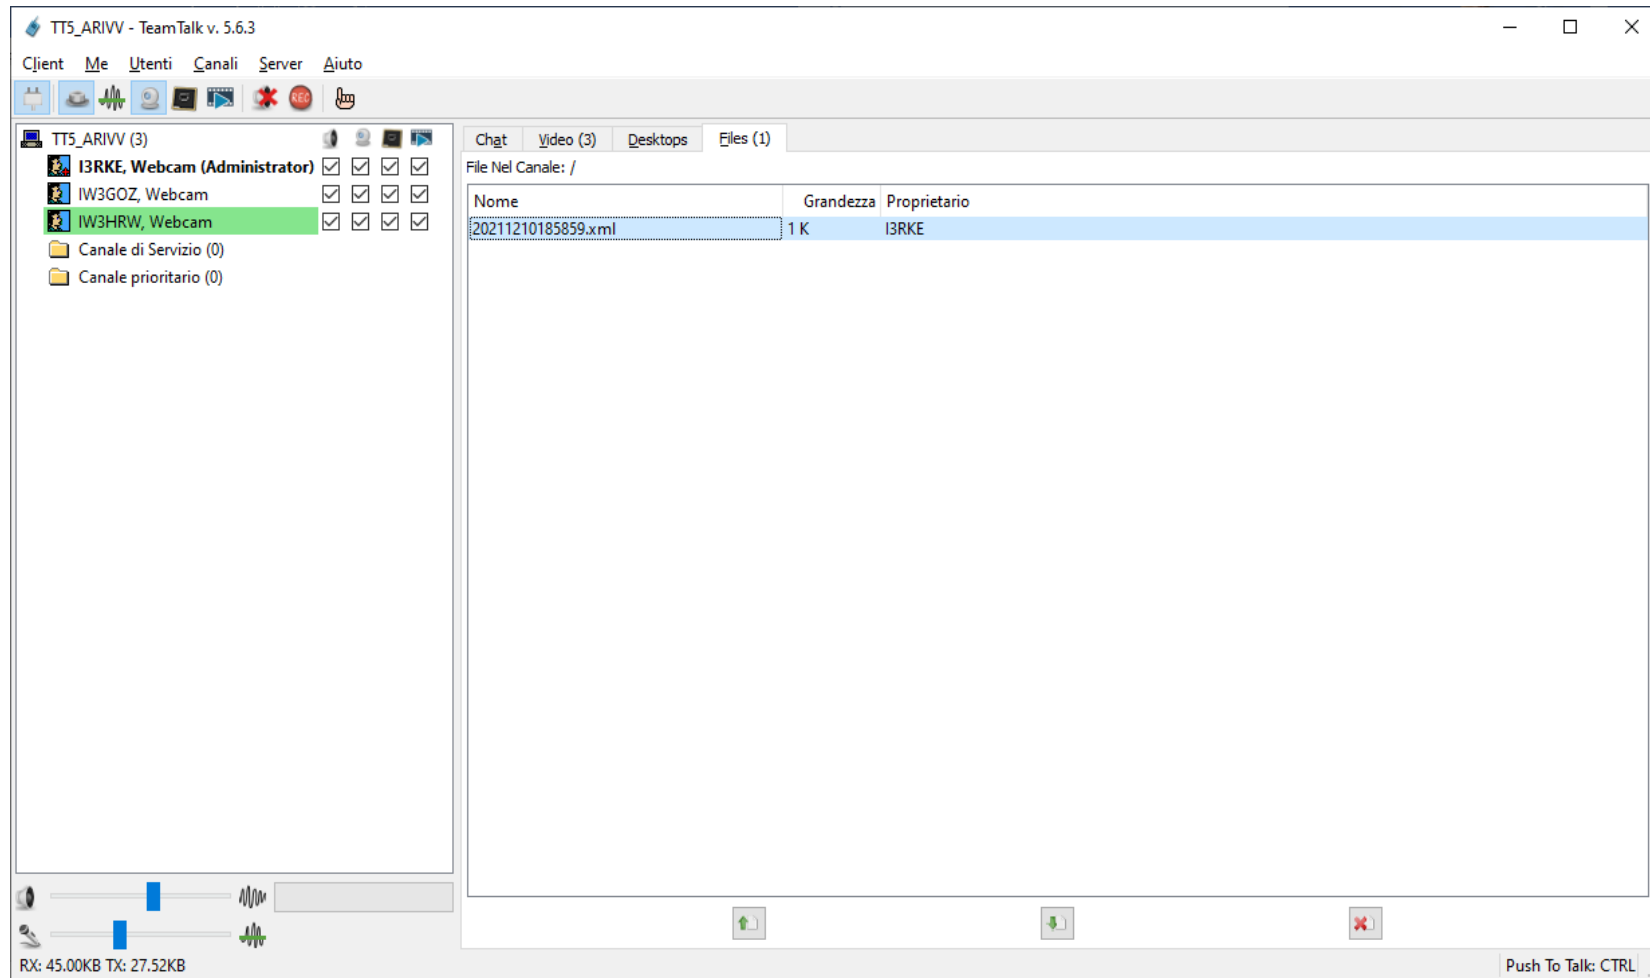 TT5_ARIVV - TeamTalk v. 5.6.3
Client Me Utenti Canali Server Aiuto
REC
TT5_ARIVV (3)
I3RKE, Webcam (Administrator)
IW3GOZ, Webcam
IW3HRW, Webcam
Canale di Servizio (0)
Canale prioritario (0)
Chat Video (3) Desktops Files (1)
File Nel Canale: /
Nome Grandezza Proprietario
20211210185859.xml 1 K I3RKE
RX: 45.00KB TX: 27.52KB
Push To Talk: CTRL